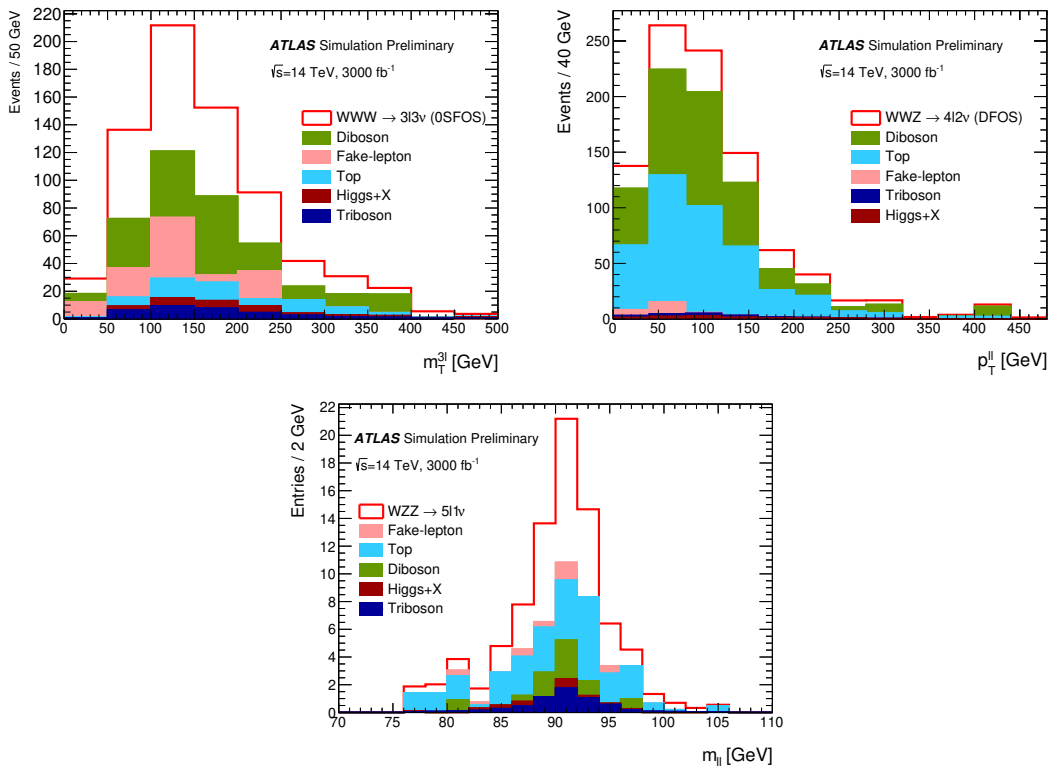 Events / 50 GeV
220
200
180
160
140
120
100
80
60
40
20
0
ATLAS Simulation Preliminary
√s=14 TeV, 3000 fb⁻¹
WWW → 3l3ν (0SFOS)
Diboson
Fake-lepton
Top
Higgs+X
Triboson
0 50 100 150 200 250 300 350 400 450 500
m_T^3l [GeV]
Events / 40 GeV
250
200
150
100
50
0
ATLAS Simulation Preliminary
√s=14 TeV, 3000 fb⁻¹
WWZ → 4l2ν (DFOS)
Diboson
Top
Fake-lepton
Triboson
Higgs+X
0 50 100 150 200 250 300 350 400 450
p_T^ll [GeV]
Entries / 2 GeV
22
20
18
16
14
12
10
8
6
4
2
0
ATLAS Simulation Preliminary
√s=14 TeV, 3000 fb⁻¹
WZZ → 5l1ν
Fake-lepton
Top
Diboson
Higgs+X
Triboson
70 75 80 85 90 95 100 105 110
m_ll [GeV]